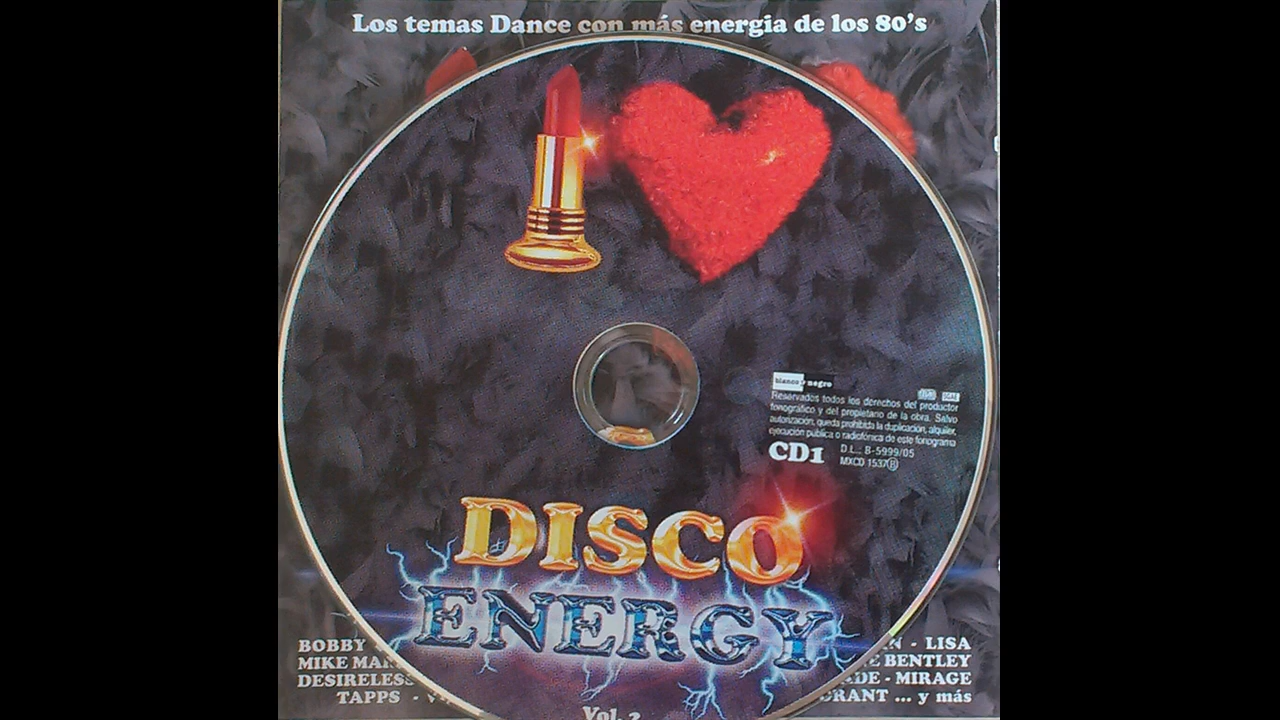 Los temas Dance con más energia de los 80's
blanco y negro
Reservados todos los derechos del productor
fonográfico y del propietario de la obra. Salvo
autorización, queda prohibida la duplicación, alquiler,
ejecución pública o radiofónica de este fonograma
CD1
D.L.: B-5999/05
MXCD 1537
DISCO
ENERGY
BOBBY
- LISA
MIKE
BENTLEY
DESIRELESS
- MIRAGE
TAPPS -
... y más
Vol.